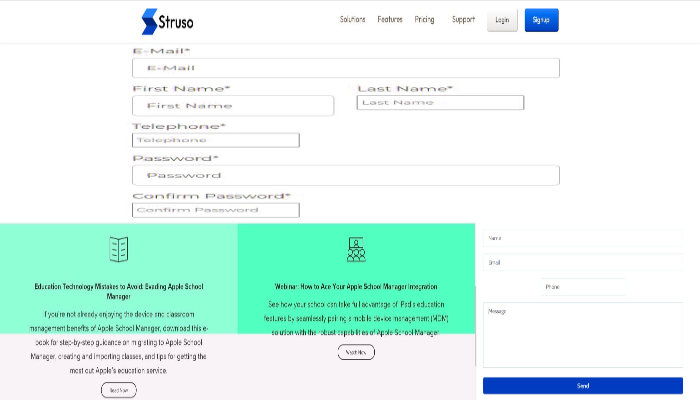 Struso
Solutions Features Pricing Support Login Signup
E-Mail*
E-Mail
First Name* Last Name*
First Name Last Name
Telephone*
Telephone
Password*
Password
Confirm Password*
Confirm Password
Education Technology Mistakes to Avoid: Evading Apple School
Manager
If you're not already enjoying the device and classroom
management benefits of Apple School Manager, download this e-
book for step-by-step guidance on migrating to Apple School
Manager, creating and importing classes, and tips for getting the
most out Apple's education service.
Read Now
Webinar: How to Ace Your Apple School Manager Integration
See how your school can take full advantage of iPad's education
features by seamlessly pairing a mobile device management (MDM)
solution with the robust capabilities of Apple School Manager
Watch Now
Name
Email
Phone
Message
Send